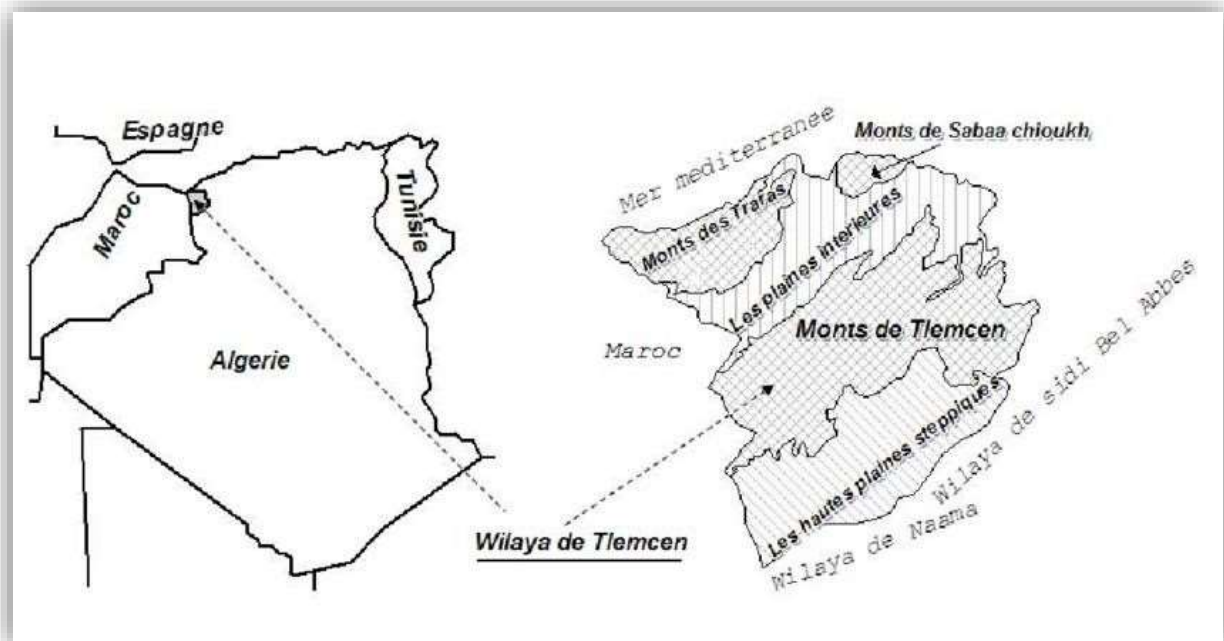 Espagne
Maroc
Tunisie
Algerie
Wilaya de Tlemcen
Mer mediterranee
Monts de Sabaa chioukh
Monts des Traras
Les plaines interieures
Maroc
Monts de Tlemcen
Les hautes plaines steppiques
Wilaya de sidi Bel Abbes
Wilaya de Naama